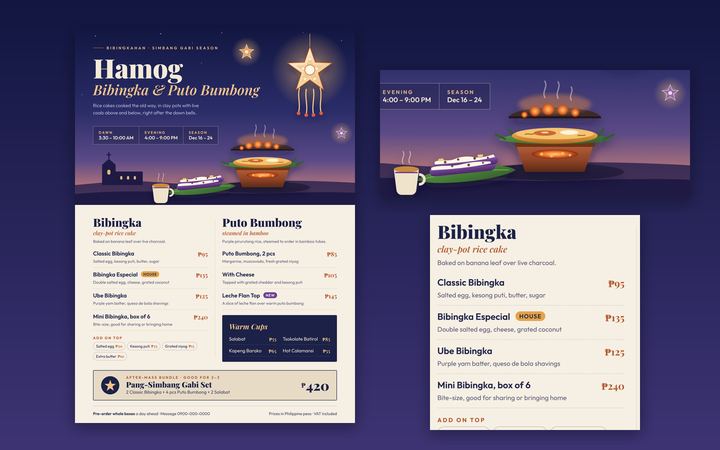 BIBINGKAHAN · SIMBANG GABI SEASON
Hamog
Bibingka & Puto Bumbong
Rice cakes cooked the old way, in clay pots with live
coals above and below, right after the dawn bells.
DAWN
3:30 – 10:00 AM
EVENING
4:00 – 9:00 PM
SEASON
Dec 16 – 24
Bibingka
clay-pot rice cake
Baked on banana leaf over live charcoal.
Classic Bibingka ₱95
Salted egg, kesong puti, butter, sugar
Bibingka Especial HOUSE ₱135
Double salted egg, cheese, grated coconut
Ube Bibingka ₱125
Purple yam batter, queso de bola shavings
Mini Bibingka, box of 6 ₱240
Bite-size, good for sharing or bringing home
ADD ON TOP
Salted egg ₱20
Kesong puti ₱25
Grated niyog ₱15
Extra butter ₱10
Puto Bumbong
steamed in bamboo
Purple pirurutong rice, steamed to order in bamboo tubes.
Puto Bumbong, 2 pcs ₱85
Margarine, muscovado, fresh-grated niyog
With Cheese ₱105
Topped with grated cheddar and kesong puti
Leche Flan Top NEW ₱145
A slice of leche flan over warm puto bumbong
Warm Cups
Salabat ₱55
Tsokolate Batirol ₱85
Kapeng Barako ₱65
Hot Calamansi ₱55
AFTER-MASS BUNDLE · GOOD FOR 2–3
Pang-Simbang Gabi Set
2 Classic Bibingka + 4 pcs Puto Bumbong + 2 Salabat
₱420
Pre-order whole boxes a day ahead · Message 0900-000-0000
Prices in Philippine peso · VAT included
EVENING
4:00 – 9:00 PM
SEASON
Dec 16 – 24
Bibingka
clay-pot rice cake
Baked on banana leaf over live charcoal.
Classic Bibingka ₱95
Salted egg, kesong puti, butter, sugar
Bibingka Especial HOUSE ₱135
Double salted egg, cheese, grated coconut
Ube Bibingka ₱125
Purple yam batter, queso de bola shavings
Mini Bibingka, box of 6 ₱240
Bite-size, good for sharing or bringing home
ADD ON TOP